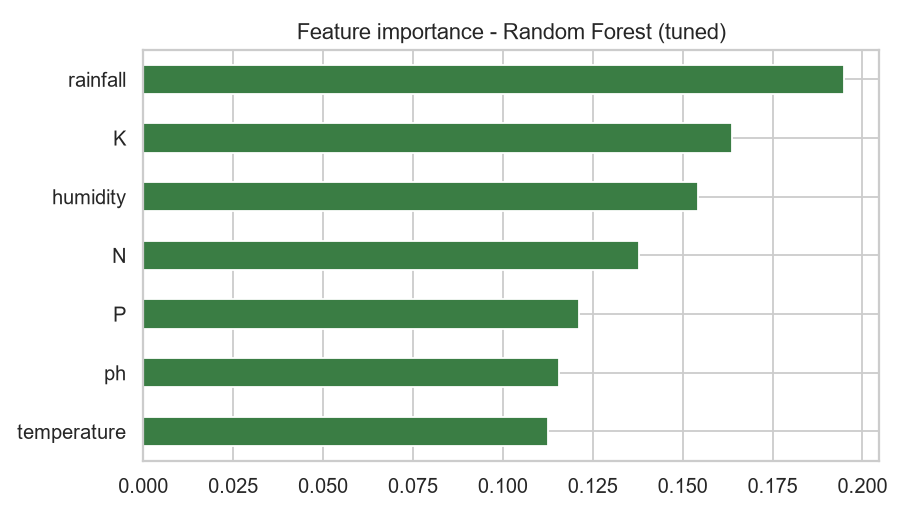 Feature importance - Random Forest (tuned)
rainfall
K
humidity
N
P
ph
temperature
0.000 0.025 0.050 0.075 0.100 0.125 0.150 0.175 0.200